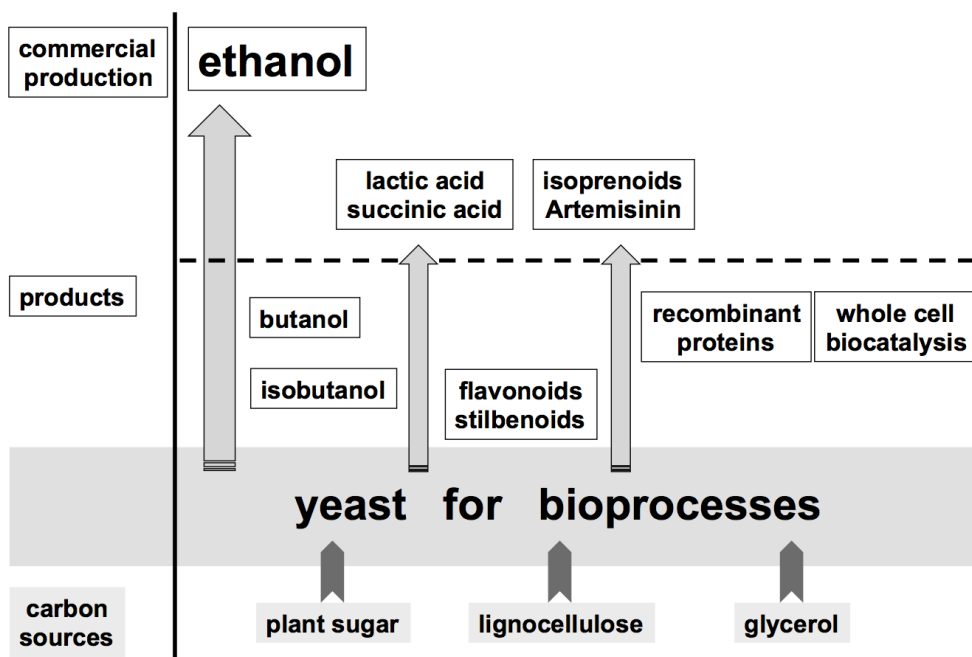 commercial
production
ethanol
lactic acid
succinic acid
isoprenoids
Artemisinin
products
butanol
isobutanol
flavonoids
stilbenoids
recombinant
proteins
whole cell
biocatalysis
yeast for bioprocesses
carbon
sources
plant sugar
lignocellulose
glycerol